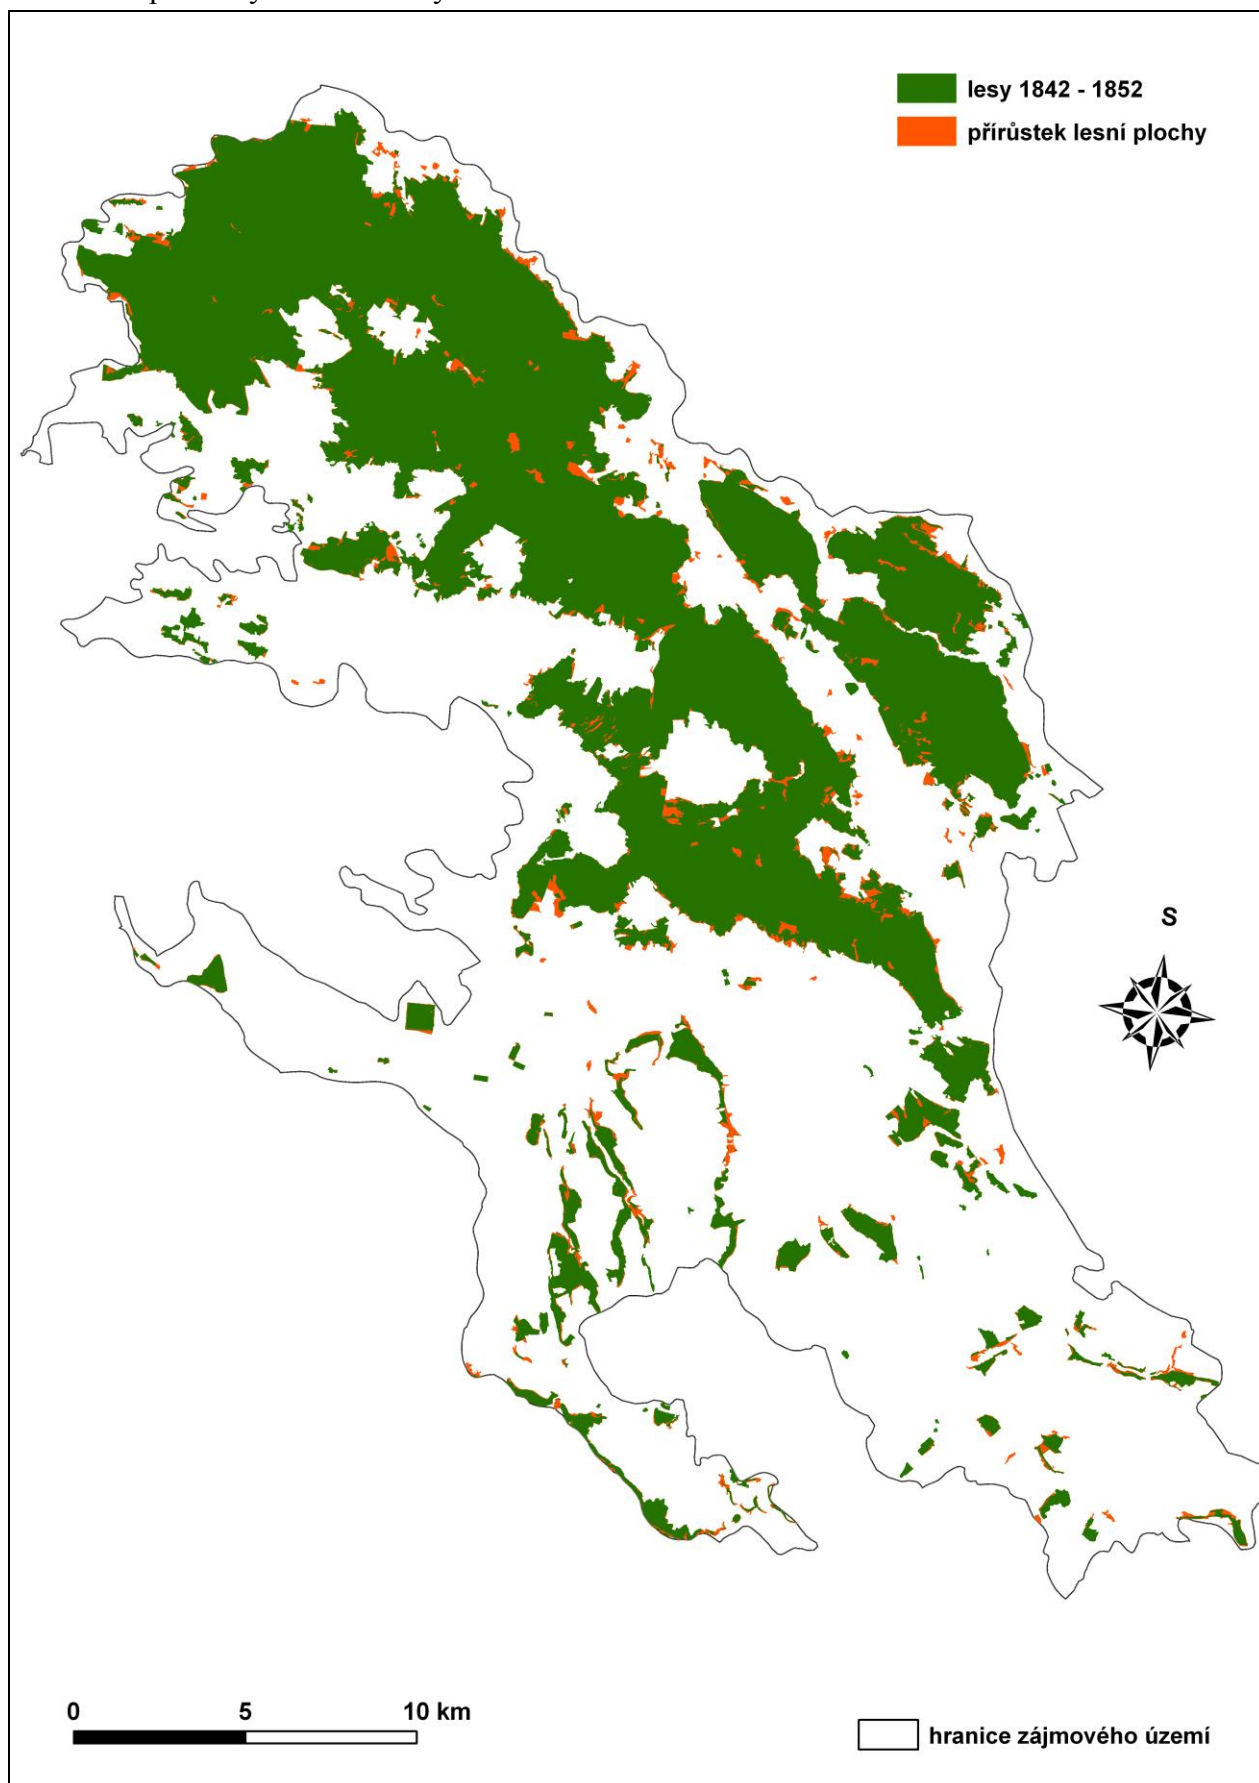 lesy 1842 - 1852
přírůstek lesní plochy
S
0 5 10 km
hranice zájmového území